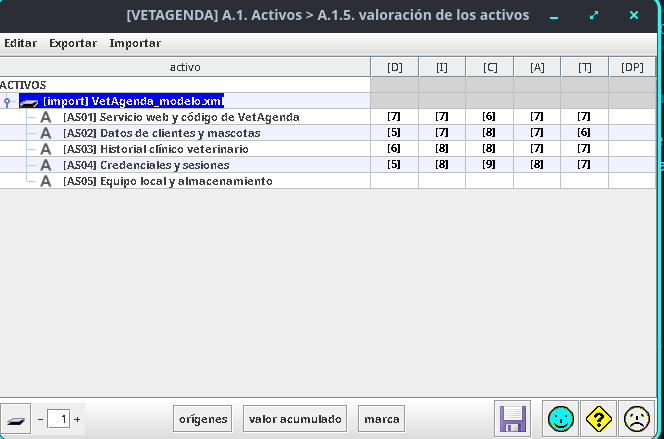 [VETAGENDA] A.1. Activos > A.1.5. valoración de los activos
Editar Exportar Importar
activo [D] [I] [C] [A] [T] [DP]
ACTIVOS
[import] VetAgenda_modelo.xml
A [AS01] Servicio web y código de VetAgenda [7] [7] [6] [7] [7]
A [AS02] Datos de clientes y mascotas [5] [7] [8] [7] [6]
A [AS03] Historial clínico veterinario [6] [8] [8] [7] [7]
A [AS04] Credenciales y sesiones [5] [8] [9] [8] [7]
A [AS05] Equipo local y almacenamiento
- 1 + orígenes valor acumulado marca ?